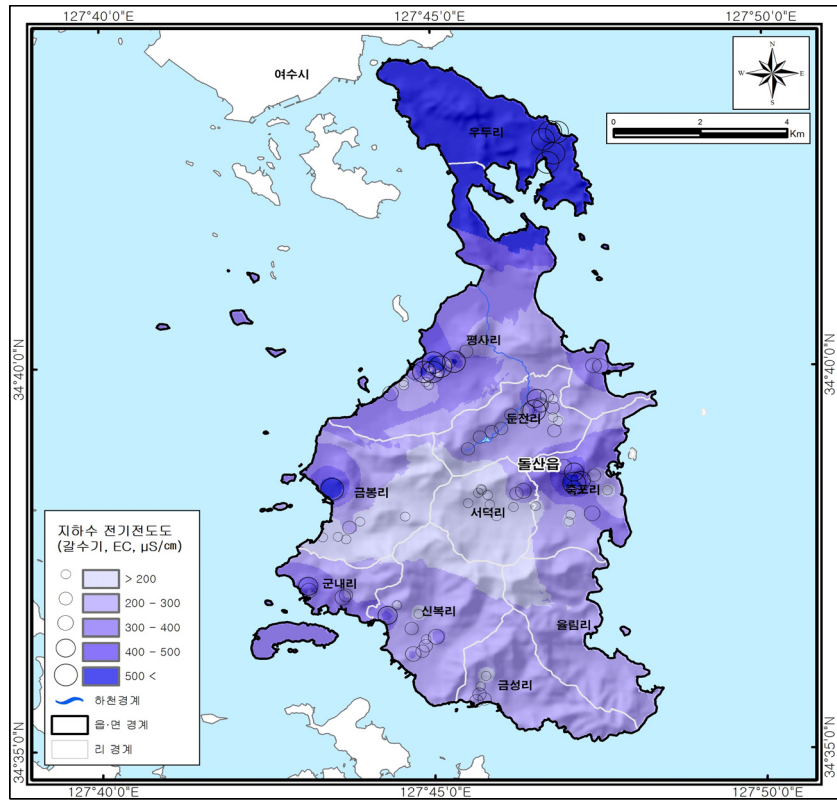 127°40'0"E 127°45'0"E 127°50'0"E
여수시
N
W E
S
0 2 4
Km
우두리
34°40'0"N 34°40'0"N
평사리
둔전리
돌산읍
죽포리
금봉리
서덕리
군내리
신복리
율림리
금성리
지하수 전기전도도
(갈수기, EC, μS/㎝)
> 200
200 - 300
300 - 400
400 - 500
500 <
하천경계
읍·면 경계
리 경계
34°35'0"N 34°35'0"N
127°40'0"E 127°45'0"E 127°50'0"E